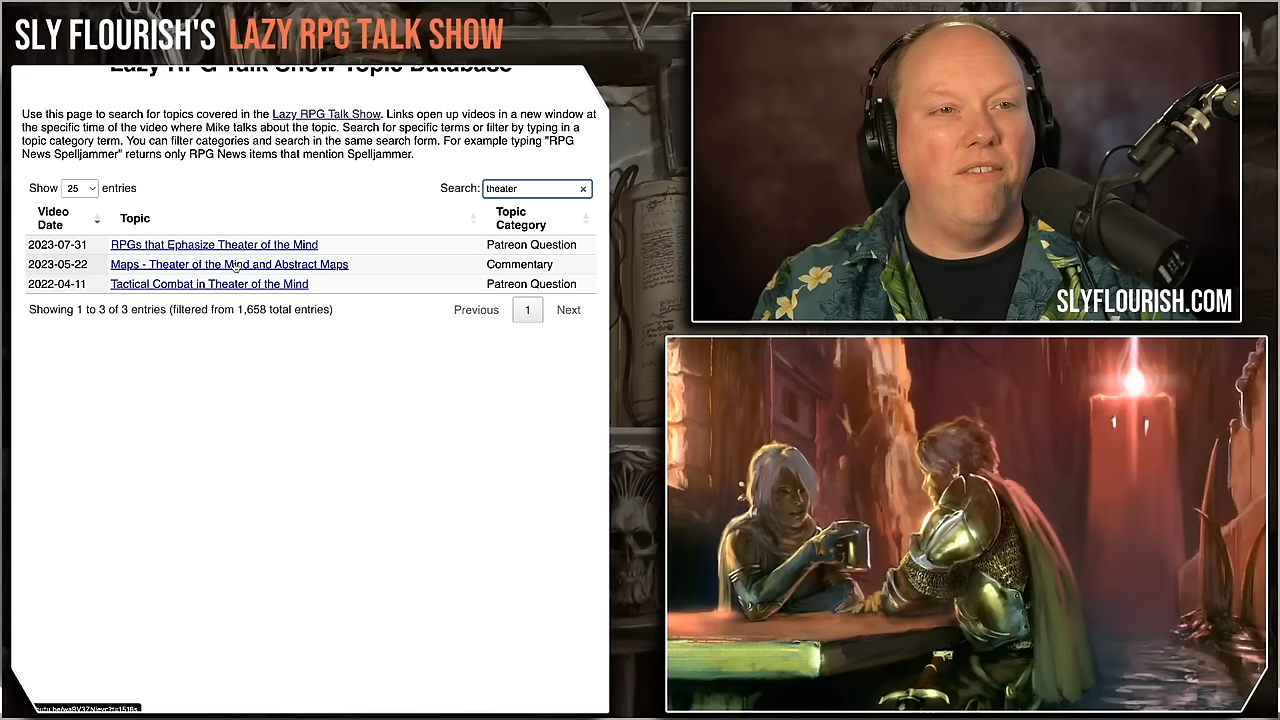 SLY FLOURISH'S LAZY RPG TALK SHOW
Lazy RPG Talk Show Topic Database
Use this page to search for topics covered in the Lazy RPG Talk Show. Links open up videos in a new window at
the specific time of the video where Mike talks about the topic. Search for specific terms or filter by typing in a
topic category term. You can filter categories and search in the same search form. For example typing "RPG
News Spelljammer" returns only RPG News items that mention Spelljammer.
Show 25 entries Search: theater
Video Date Topic Topic Category
2023-07-31 RPGs that Ephasize Theater of the Mind Patreon Question
2023-05-22 Maps - Theater of the Mind and Abstract Maps Commentary
2022-04-11 Tactical Combat in Theater of the Mind Patreon Question
Showing 1 to 3 of 3 entries (filtered from 1,658 total entries) Previous 1 Next
SLYFLOURISH.COM